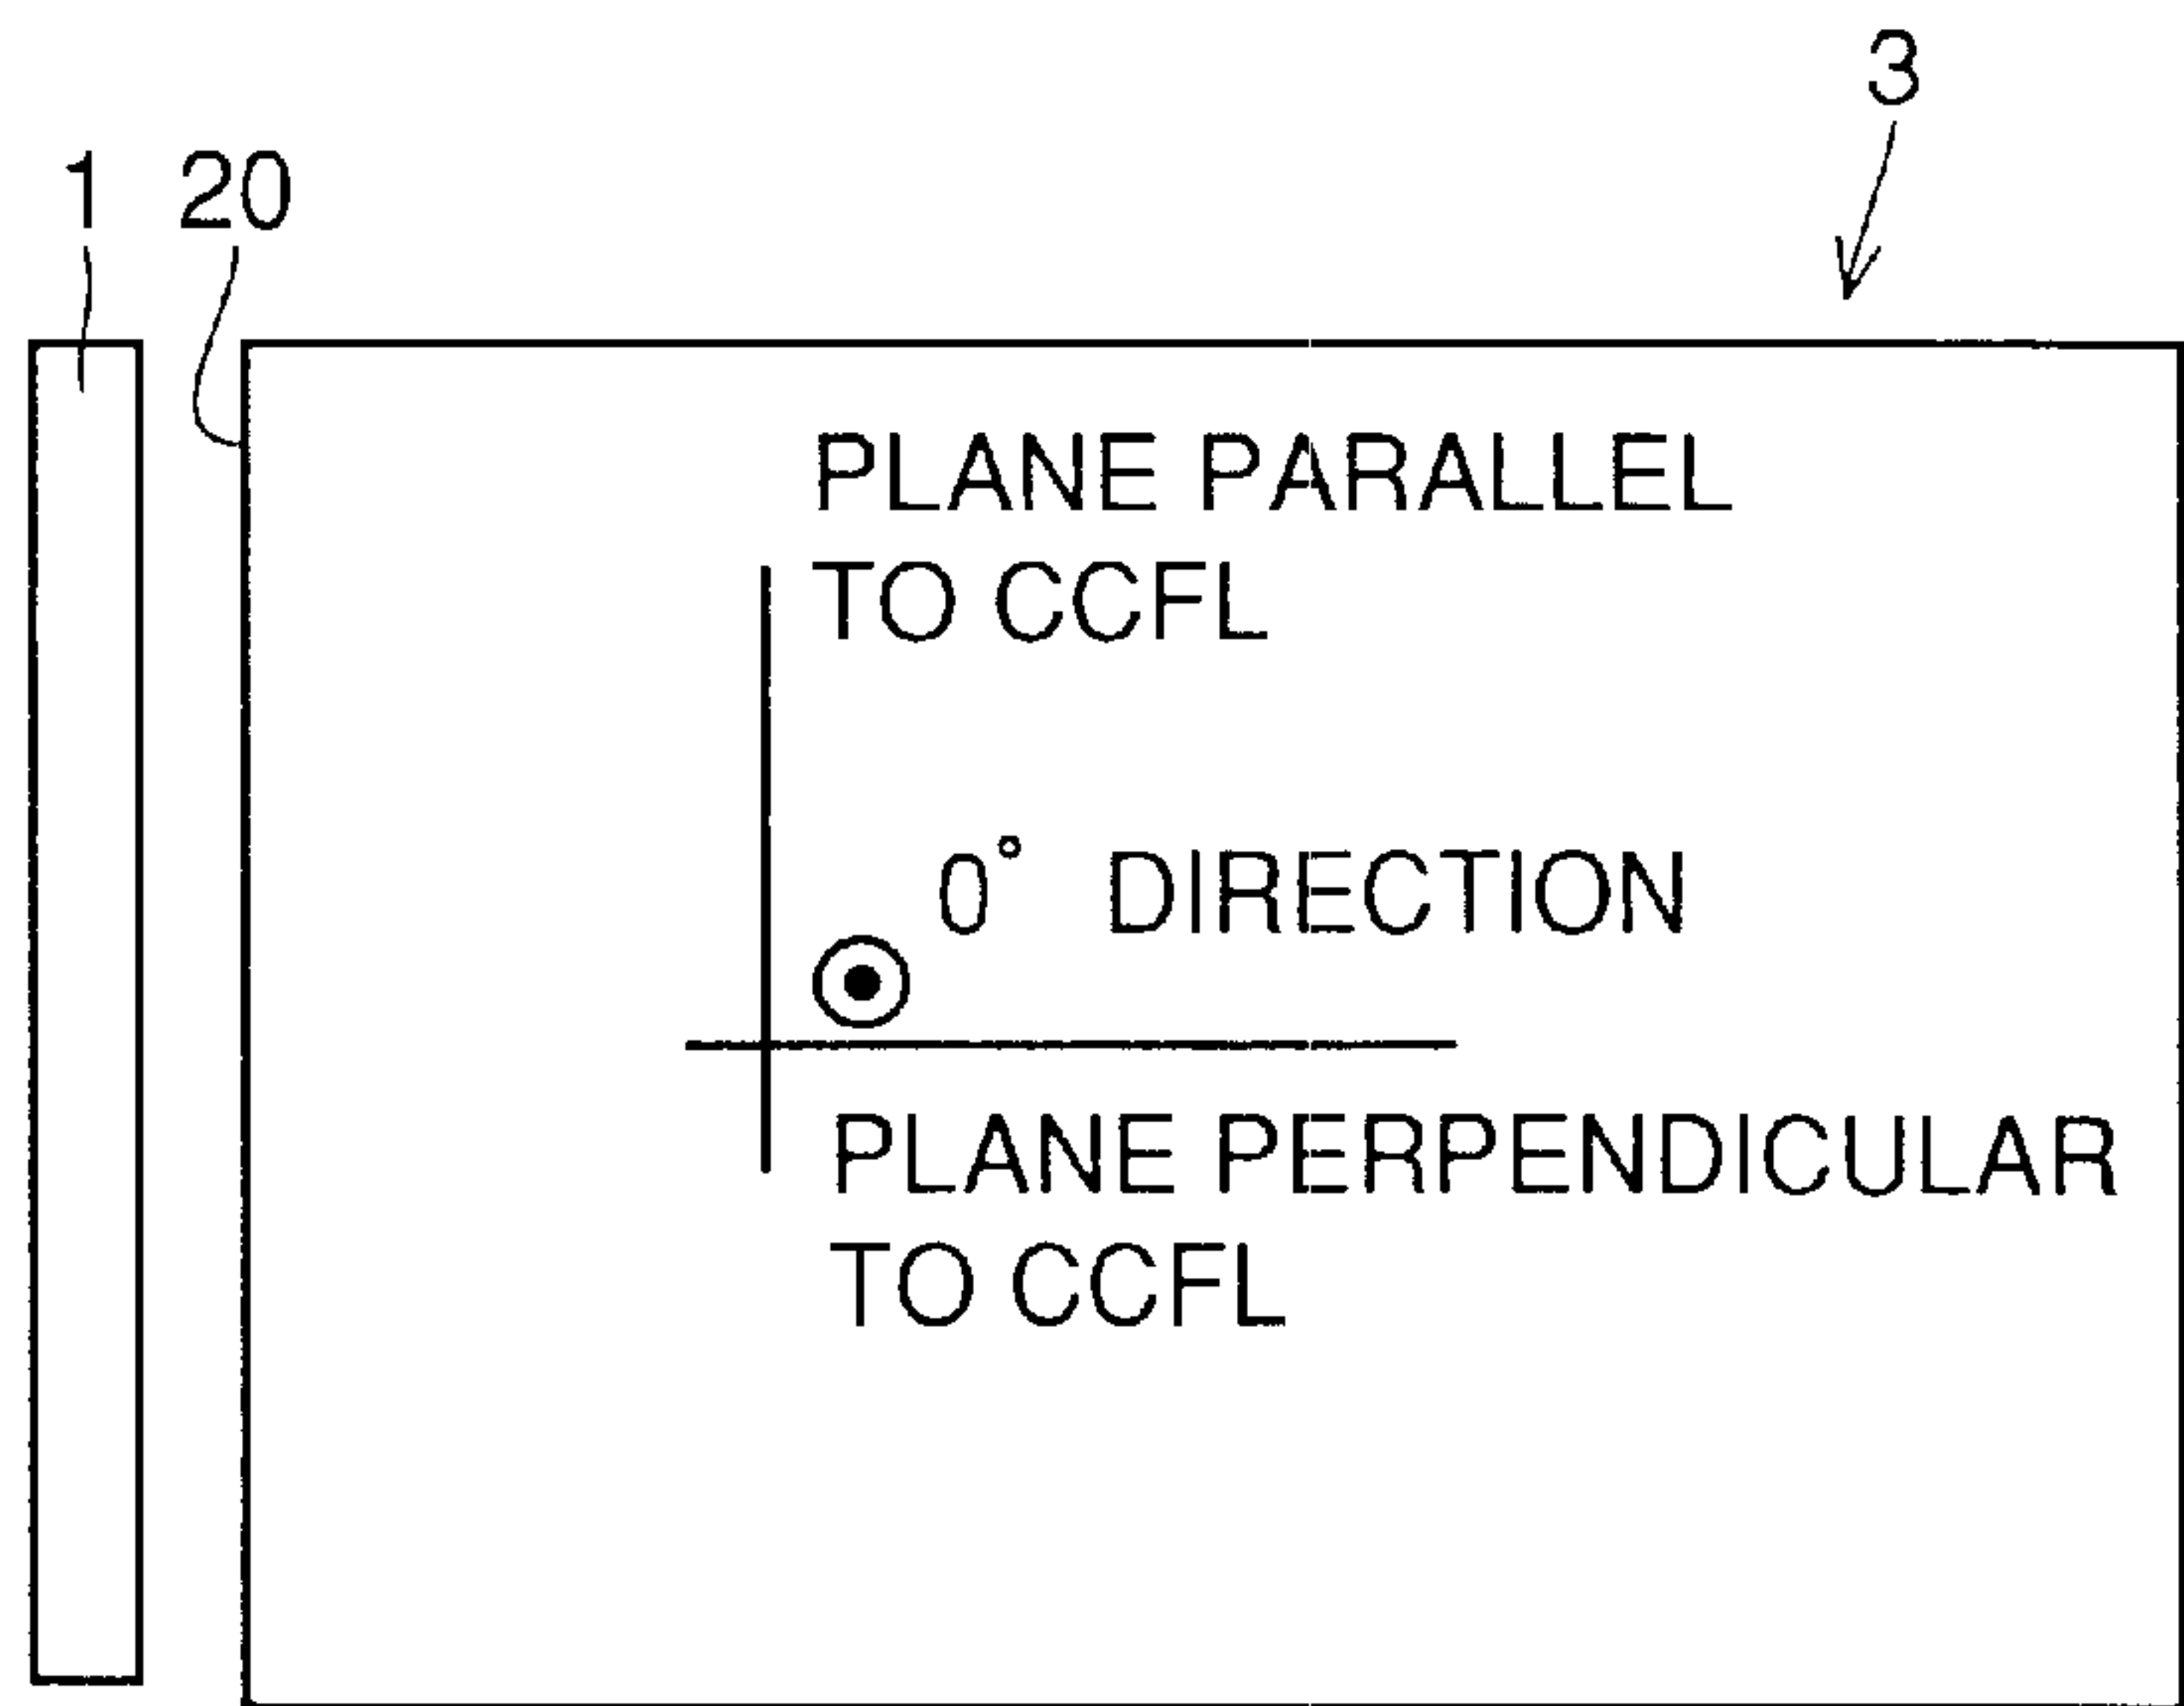 3
1 20
PLANE PARALLEL
TO CCFL
0° DIRECTION
PLANE PERPENDICULAR
TO CCFL